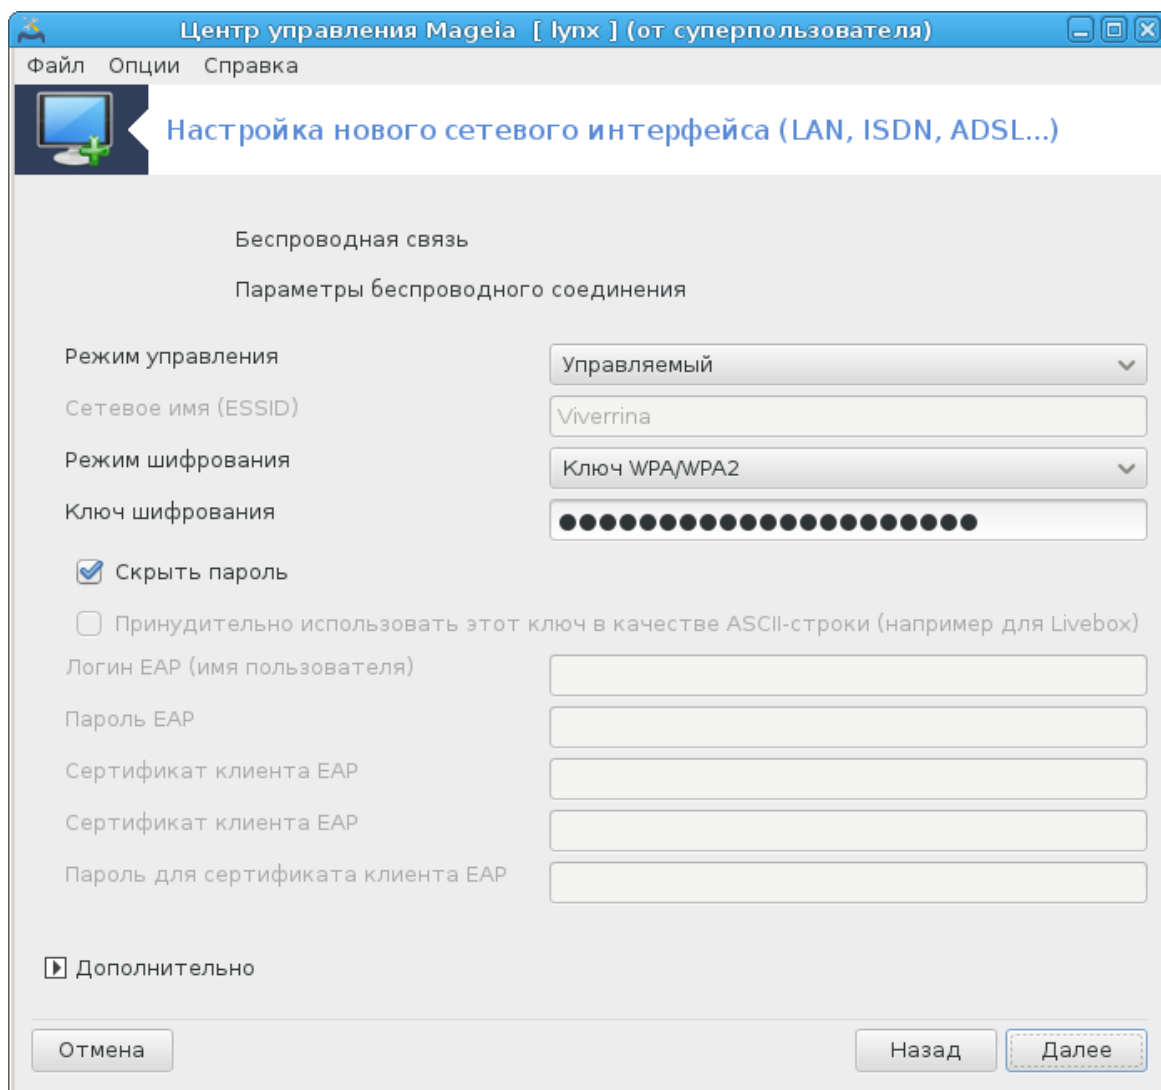 Центр управления Mageia [ lynx ] (от суперпользователя)
Файл Опции Справка
Настройка нового сетевого интерфейса (LAN, ISDN, ADSL...)
Беспроводная связь
Параметры беспроводного соединения
Режим управления Управляемый
Сетевое имя (ESSID) Viverrina
Режим шифрования Ключ WPA/WPA2
Ключ шифрования ●●●●●●●●●●●●●●●●●●●●●
Скрыть пароль
Принудительно использовать этот ключ в качестве ASCII-строки (например для Livebox)
Логин EAP (имя пользователя)
Пароль EAP
Сертификат клиента EAP
Сертификат клиента EAP
Пароль для сертификата клиента EAP
Дополнительно
Отмена Назад Далее